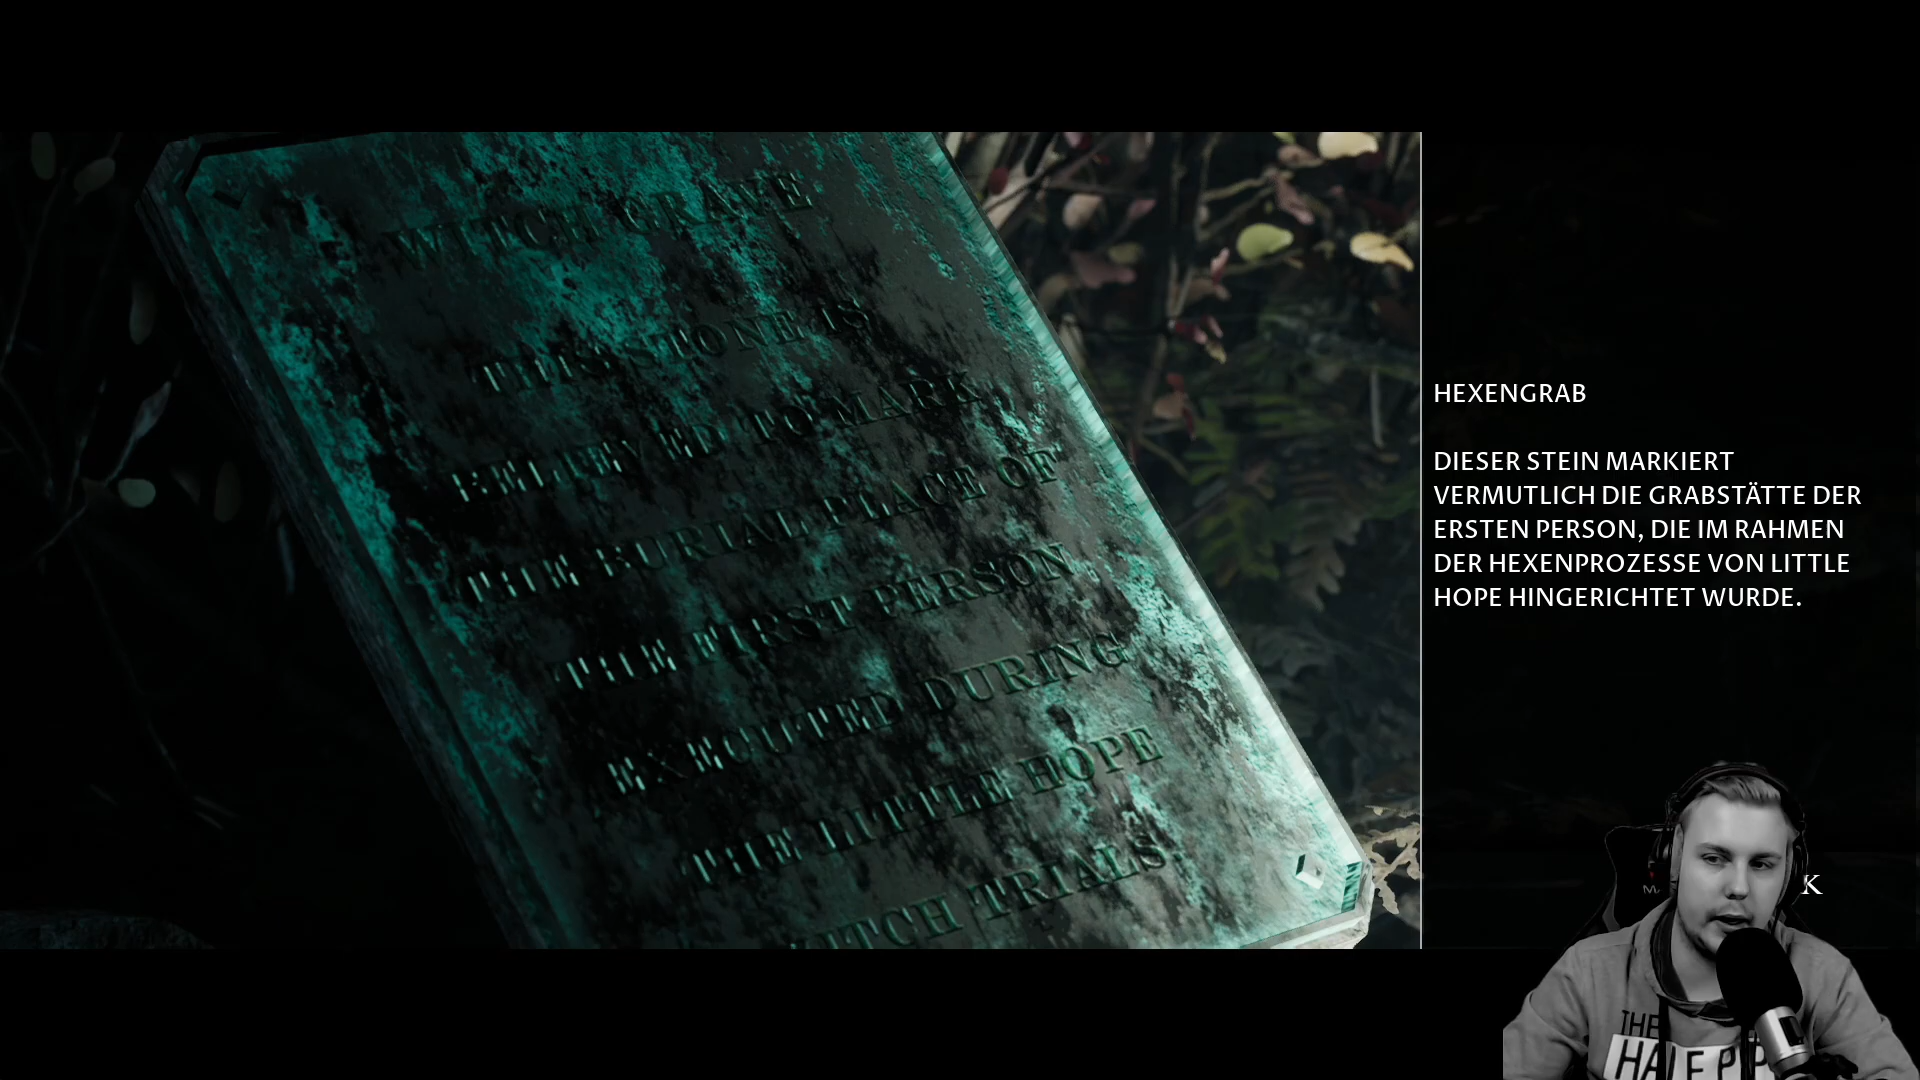 WITCH GRAVE
THIS STONE IS
BELIEVED TO MARK
THE BURIAL PLACE OF
THE FIRST PERSON
EXECUTED DURING
THE LITTLE HOPE
WITCH TRIALS
HEXENGRAB
DIESER STEIN MARKIERT
VERMUTLICH DIE GRABSTÄTTE DER
ERSTEN PERSON, DIE IM RAHMEN
DER HEXENPROZESSE VON LITTLE
HOPE HINGERICHTET WURDE.
THE